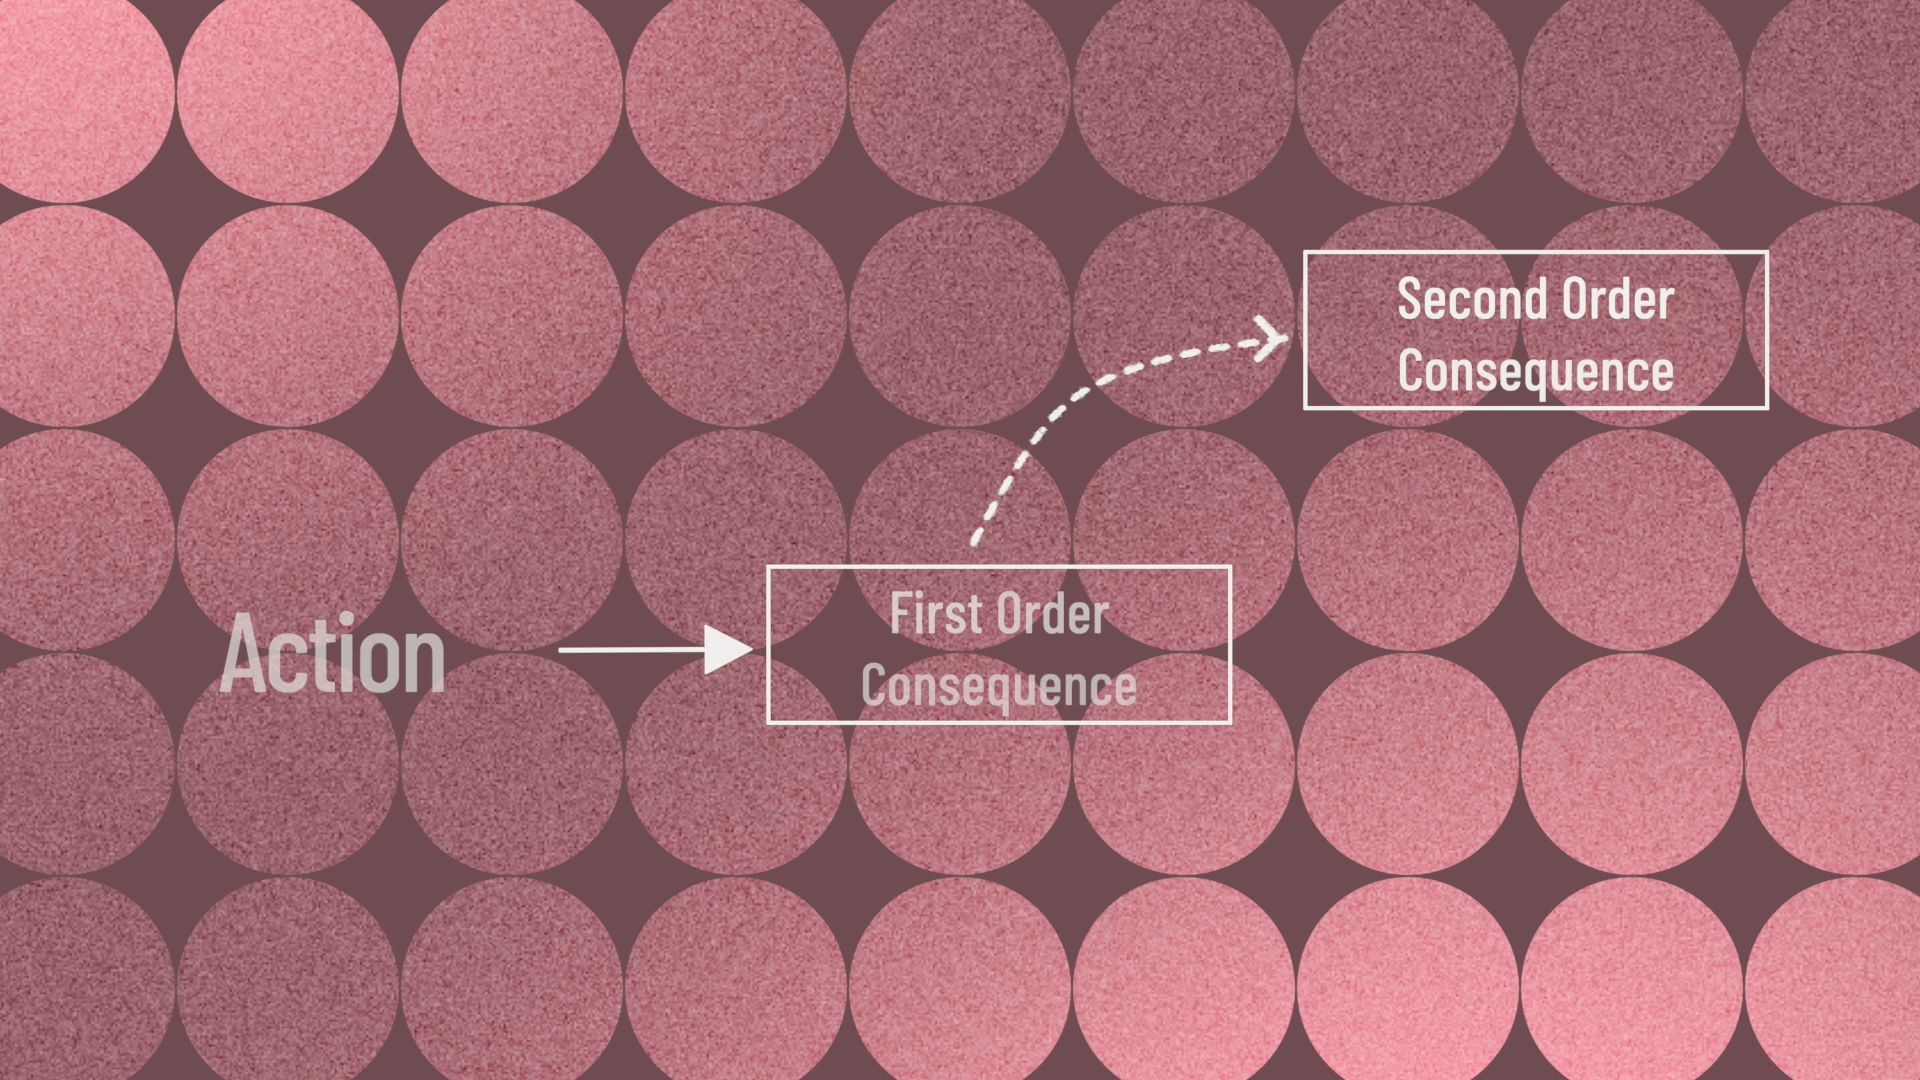 Action
First Order
Consequence
Second Order
Consequence